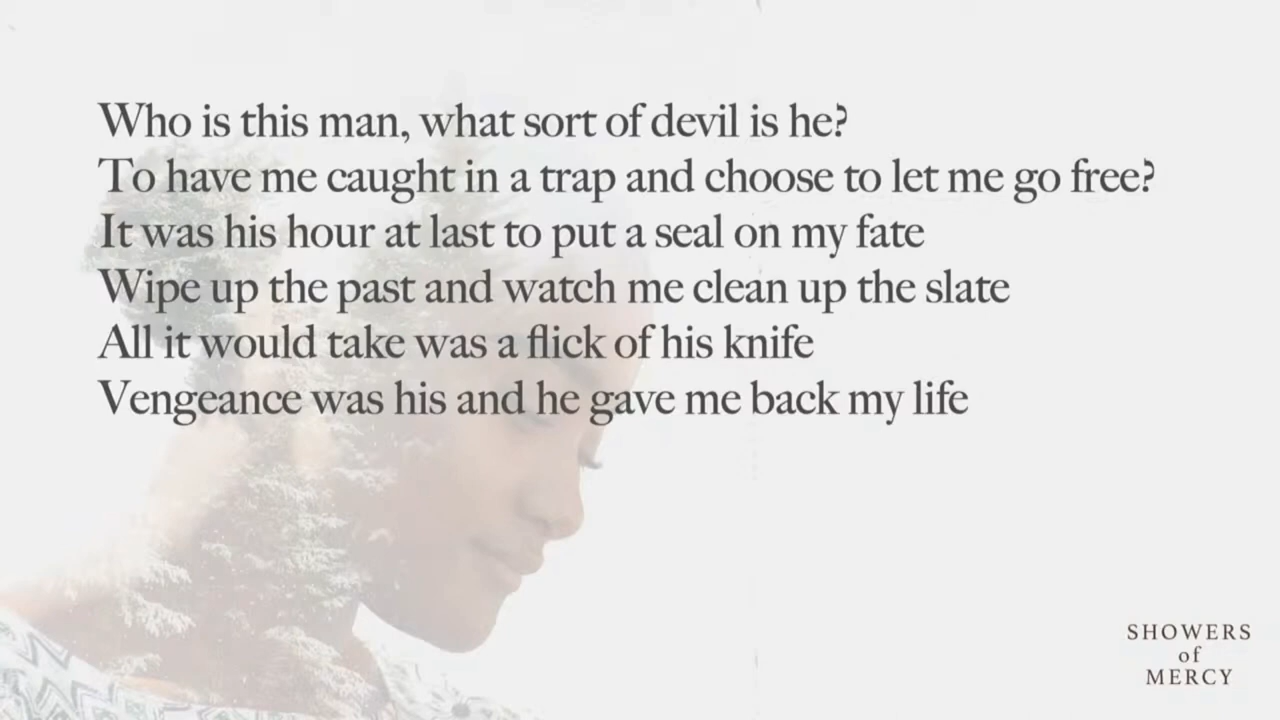 Who is this man, what sort of devil is he?
To have me caught in a trap and choose to let me go free?
It was his hour at last to put a seal on my fate
Wipe up the past and watch me clean up the slate
All it would take was a flick of his knife
Vengeance was his and he gave me back my life
SHOWERS
of
MERCY